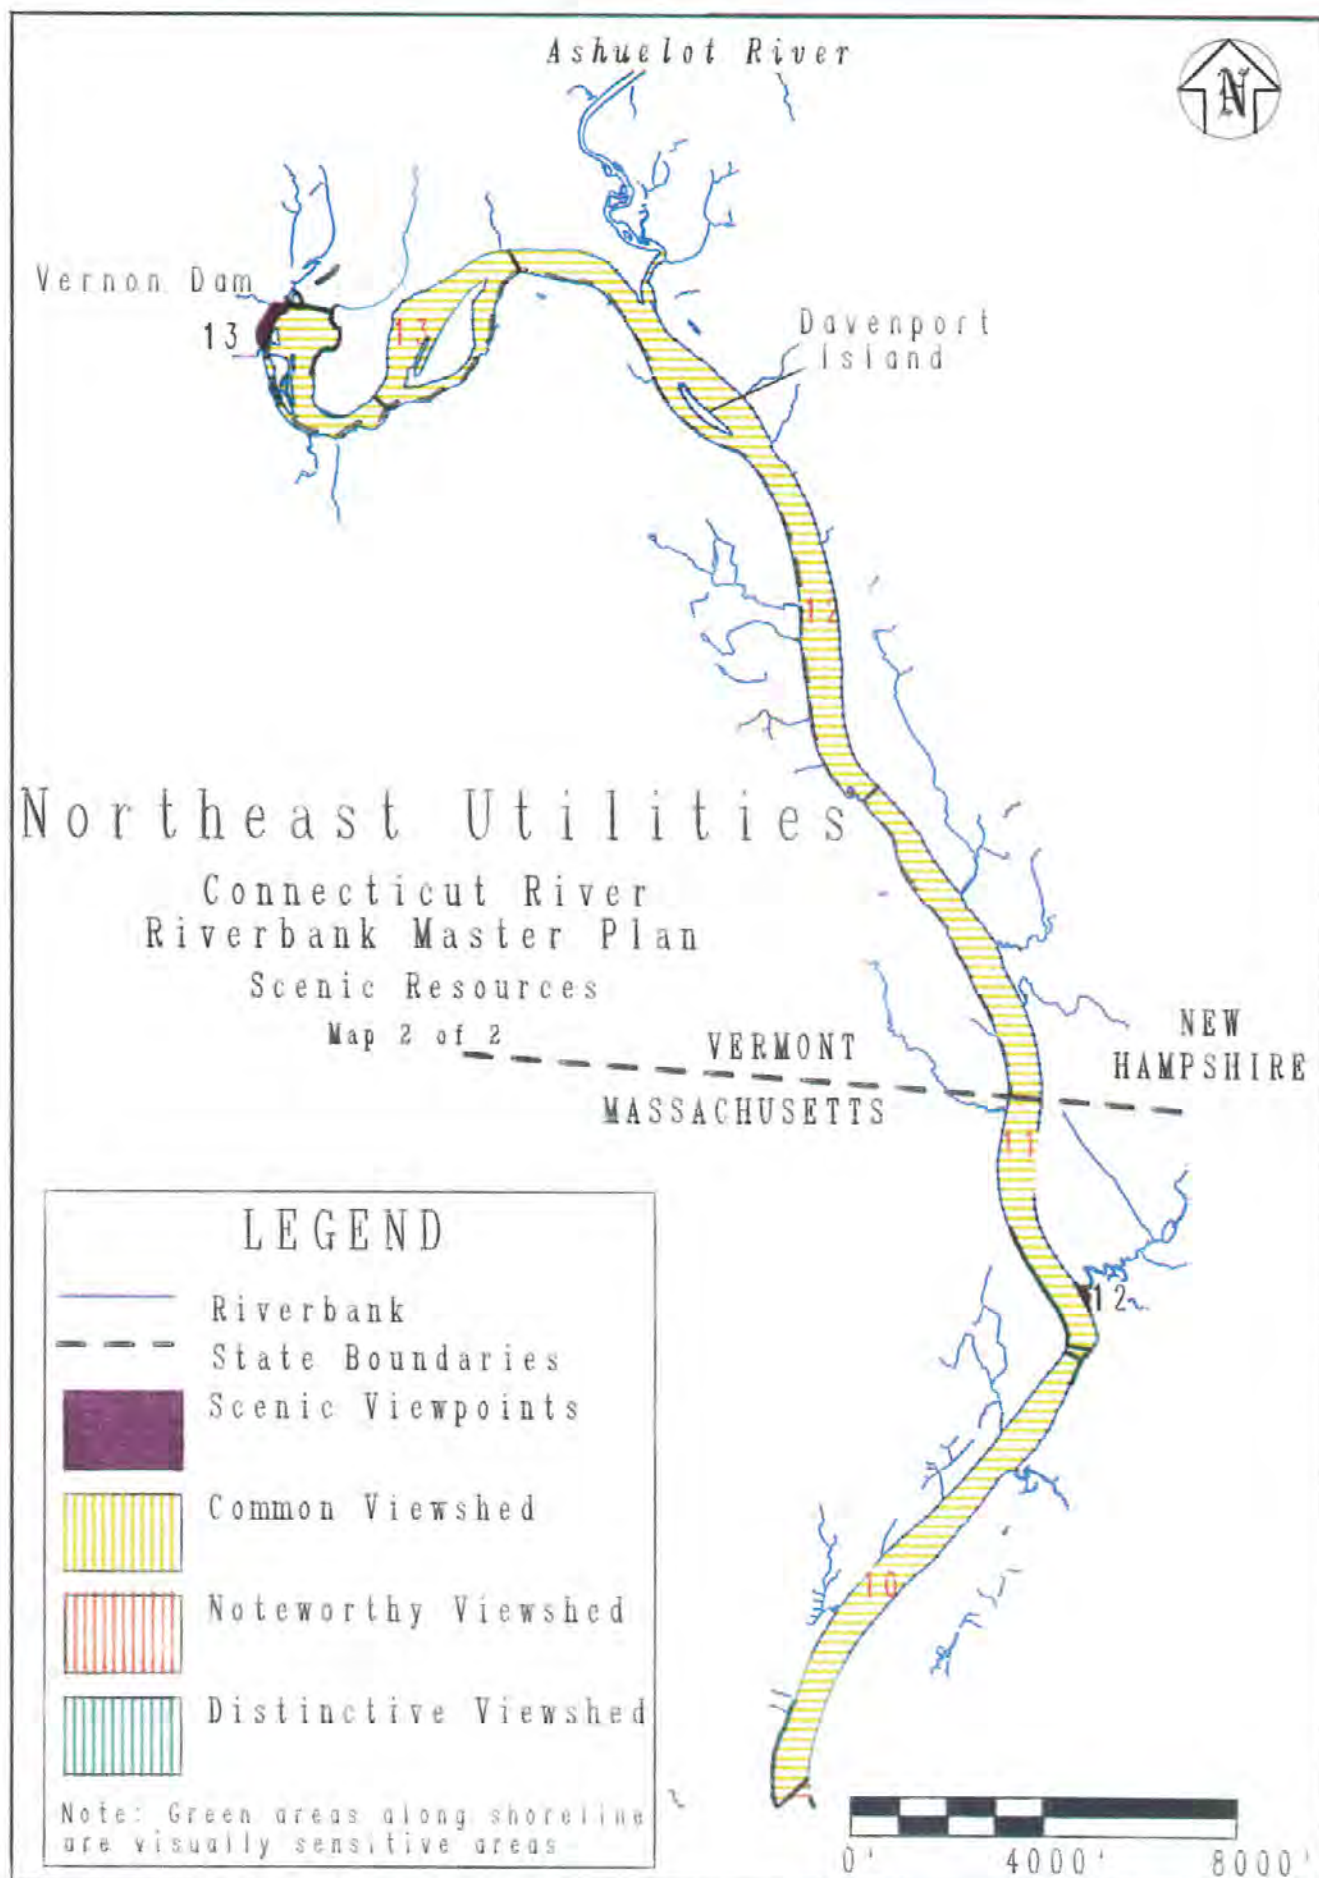 Ashuelot River
N
Vernon Dam
13
13
Davenport
Island
12
Northeast Utilities
Connecticut River
Riverbank Master Plan
Scenic Resources
Map 2 of 2
VERMONT
NEW
HAMPSHIRE
MASSACHUSETTS
11
LEGEND
Riverbank
State Boundaries
Scenic Viewpoints
Common Viewshed
Noteworthy Viewshed
Distinctive Viewshed
Note: Green areas along shoreline
are visually sensitive areas
12
10
0' 4000' 8000'